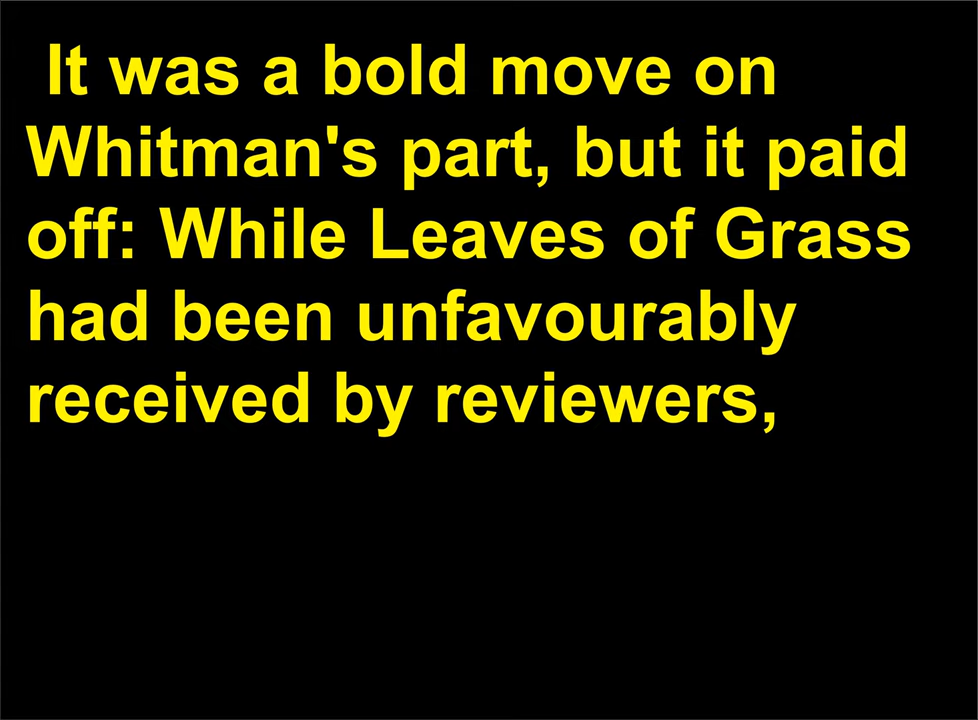 It was a bold move on
Whitman's part, but it paid
off: While Leaves of Grass
had been unfavourably
received by reviewers,